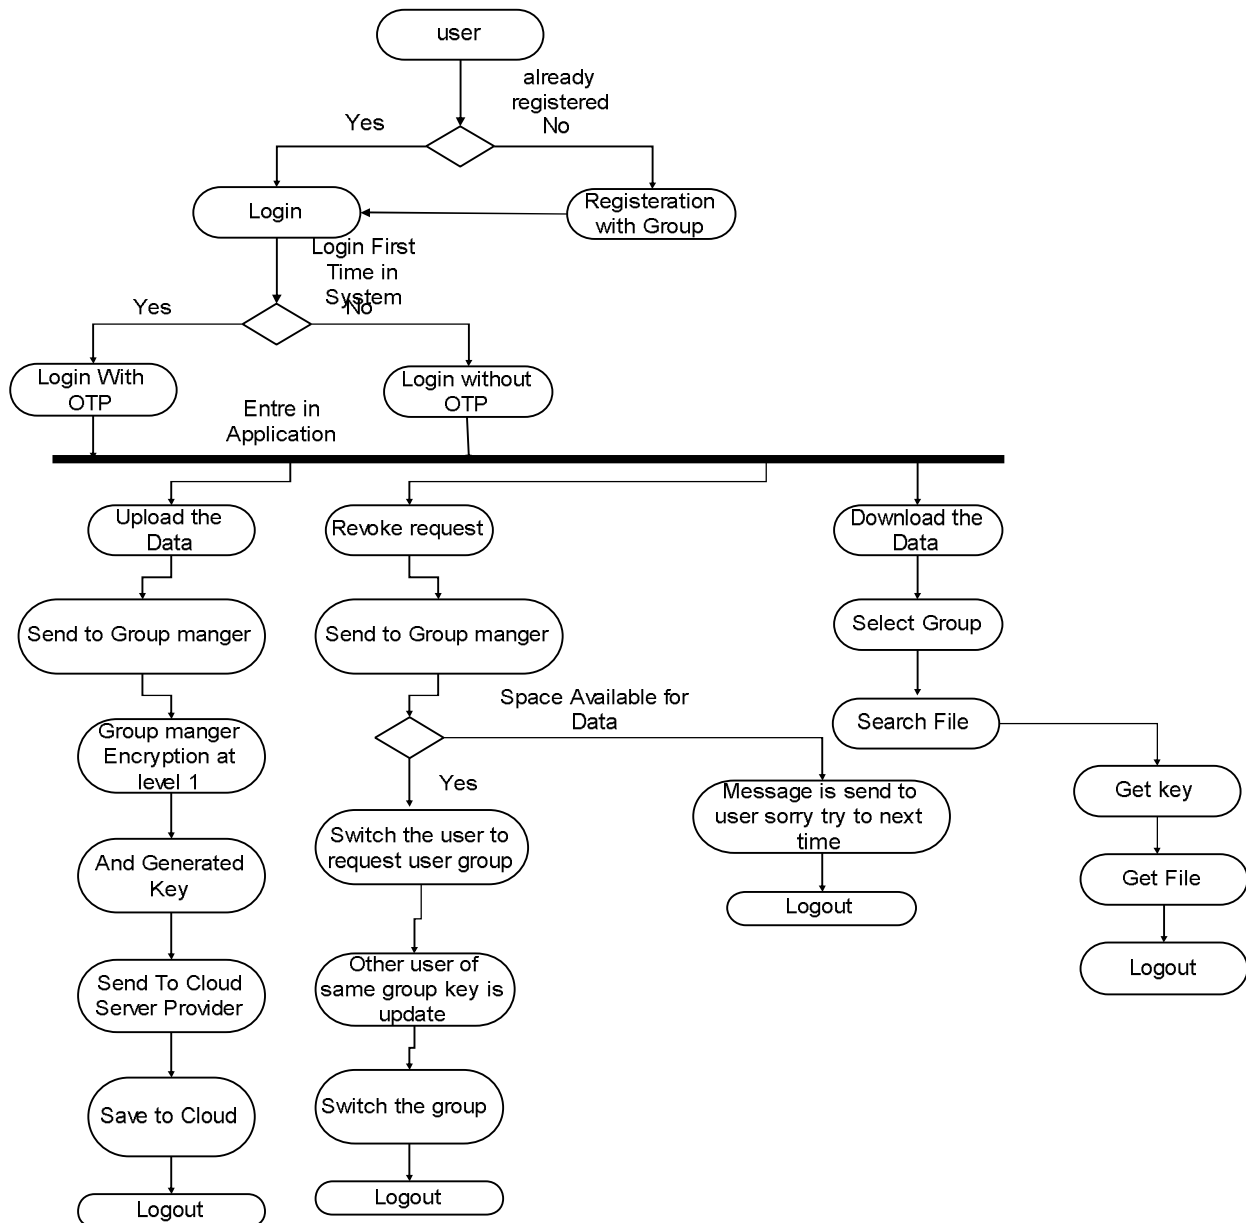 user
already
registered
No
Yes
Login
Registeration
with Group
Login First
Time in
System
No
Yes
Login With
OTP
Login without
OTP
Entre in
Application
Upload the
Data
Revoke request
Download the
Data
Send to Group manger
Send to Group manger
Select Group
Space Available for
Data
Group manger
Encryption at
level 1
Search File
Yes
Message is send to
user sorry try to next
time
Get key
Switch the user to
request user group
And Generated
Key
Get File
Logout
Logout
Send To Cloud
Server Provider
Other user of
same group key is
update
Save to Cloud
Switch the group
Logout
Logout